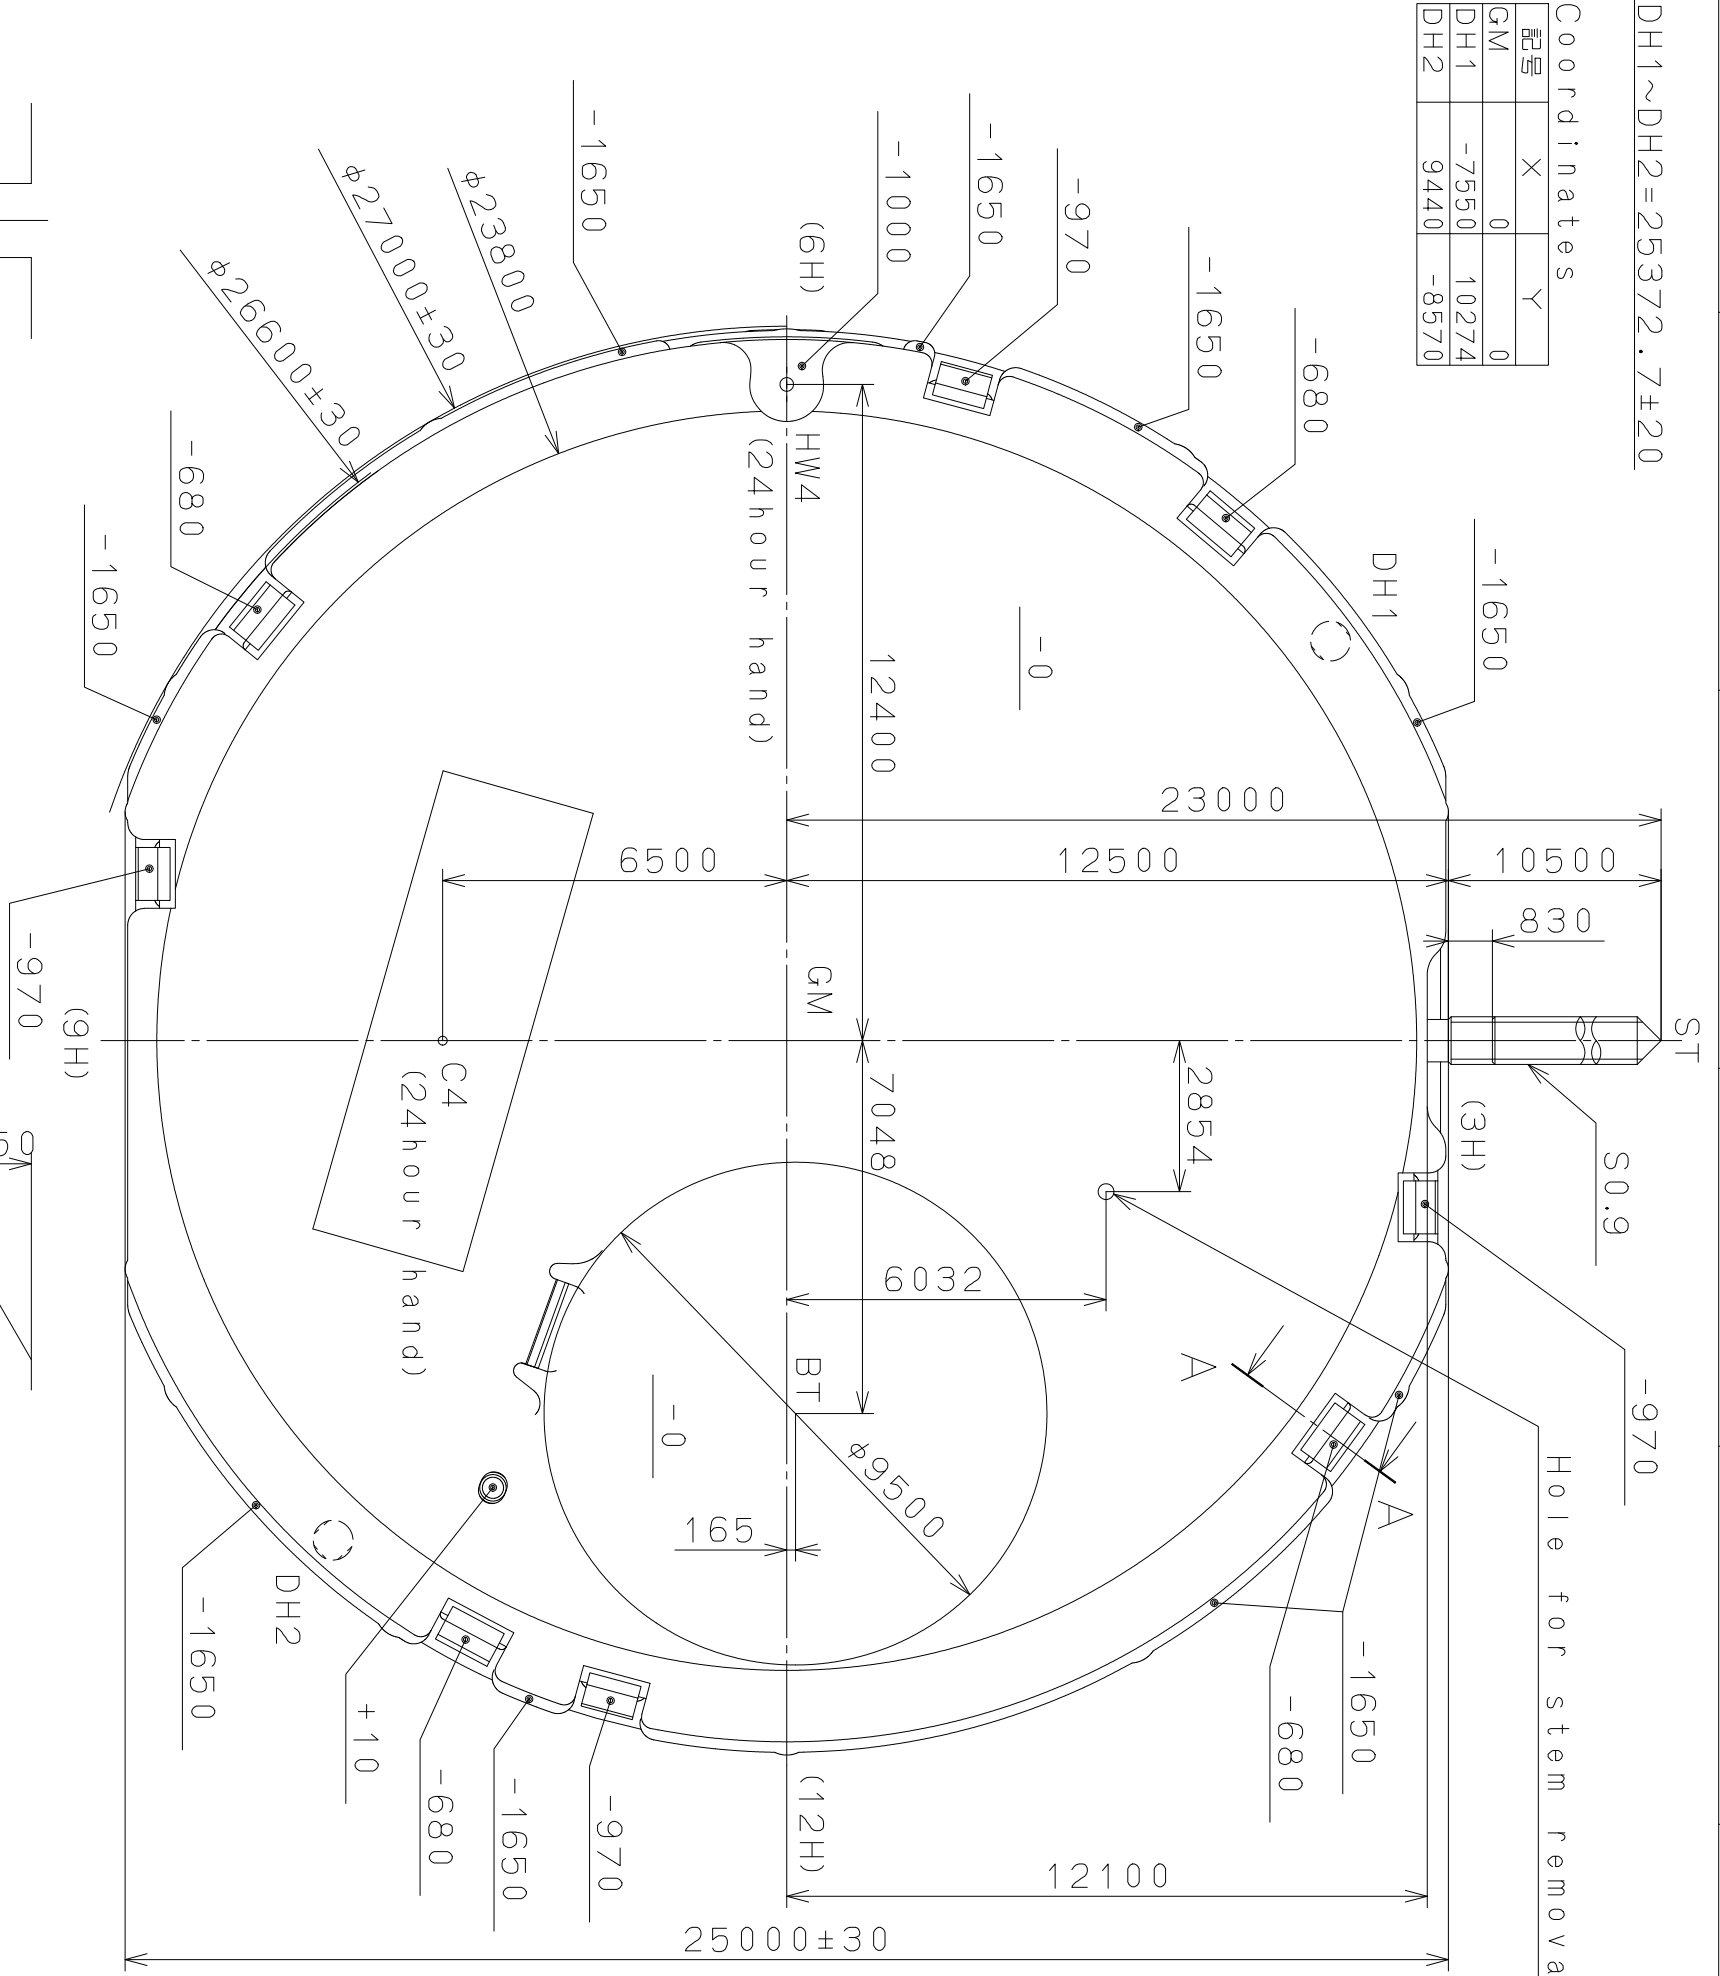 DH1~DH2=25372.7±20
Coordinates
記号 X Y
GM 0 0
DH1 -7550 10274
DH2 9440 -8570
-680
-1650
-970
-1650
-1000
(6H)
-1650
φ23800
φ27000±30
φ26600±30
-680
-1650
-970
(9H)
-1650
DH1
-0
HW4
(24hour hand)
12400
23000
6500
12500
10500
830
GM
ST
S0.9
(3H)
C4
(24hour hand)
7048
2854
6032
-970
Hole for stem remova
A
A
BT
-0
φ9500
165
-1650
-680
DH2
-1650
+10
-680
-1650
-970
(12H)
12100
25000±30